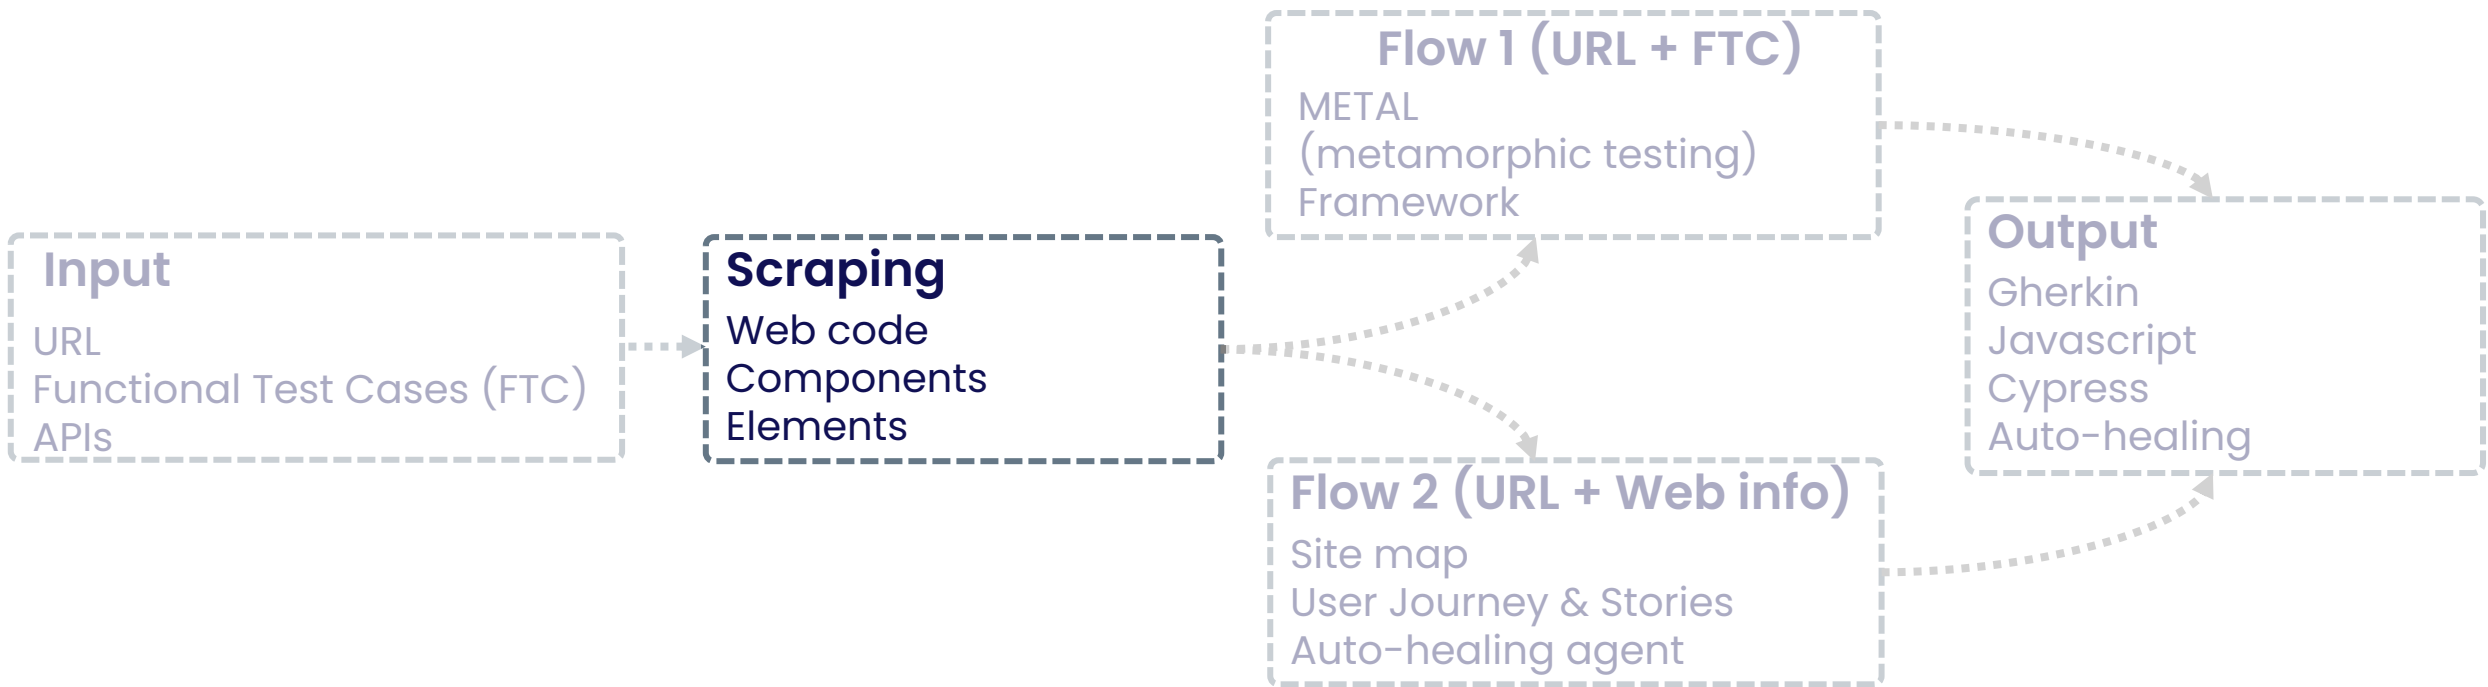 Input
URL
Functional Test Cases (FTC)
APIs
Scraping
Web code
Components
Elements
Flow 1 (URL + FTC)
METAL
(metamorphic testing)
Framework
Flow 2 (URL + Web info)
Site map
User Journey & Stories
Auto-healing agent
Output
Gherkin
Javascript
Cypress
Auto-healing